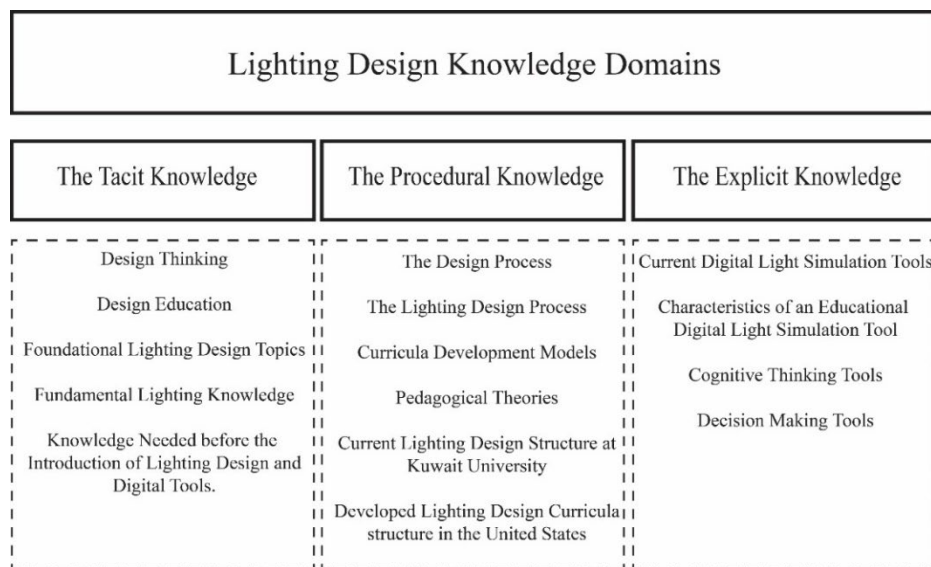 Lighting Design Knowledge Domains
The Tacit Knowledge
The Procedural Knowledge
The Explicit Knowledge
Design Thinking
Design Education
Foundational Lighting Design Topics
Fundamental Lighting Knowledge
Knowledge Needed before the
Introduction of Lighting Design and
Digital Tools.
The Design Process
The Lighting Design Process
Curricula Development Models
Pedagogical Theories
Current Lighting Design Structure at
Kuwait University
Developed Lighting Design Curricula
structure in the United States
Current Digital Light Simulation Tools
Characteristics of an Educational
Digital Light Simulation Tool
Cognitive Thinking Tools
Decision Making Tools